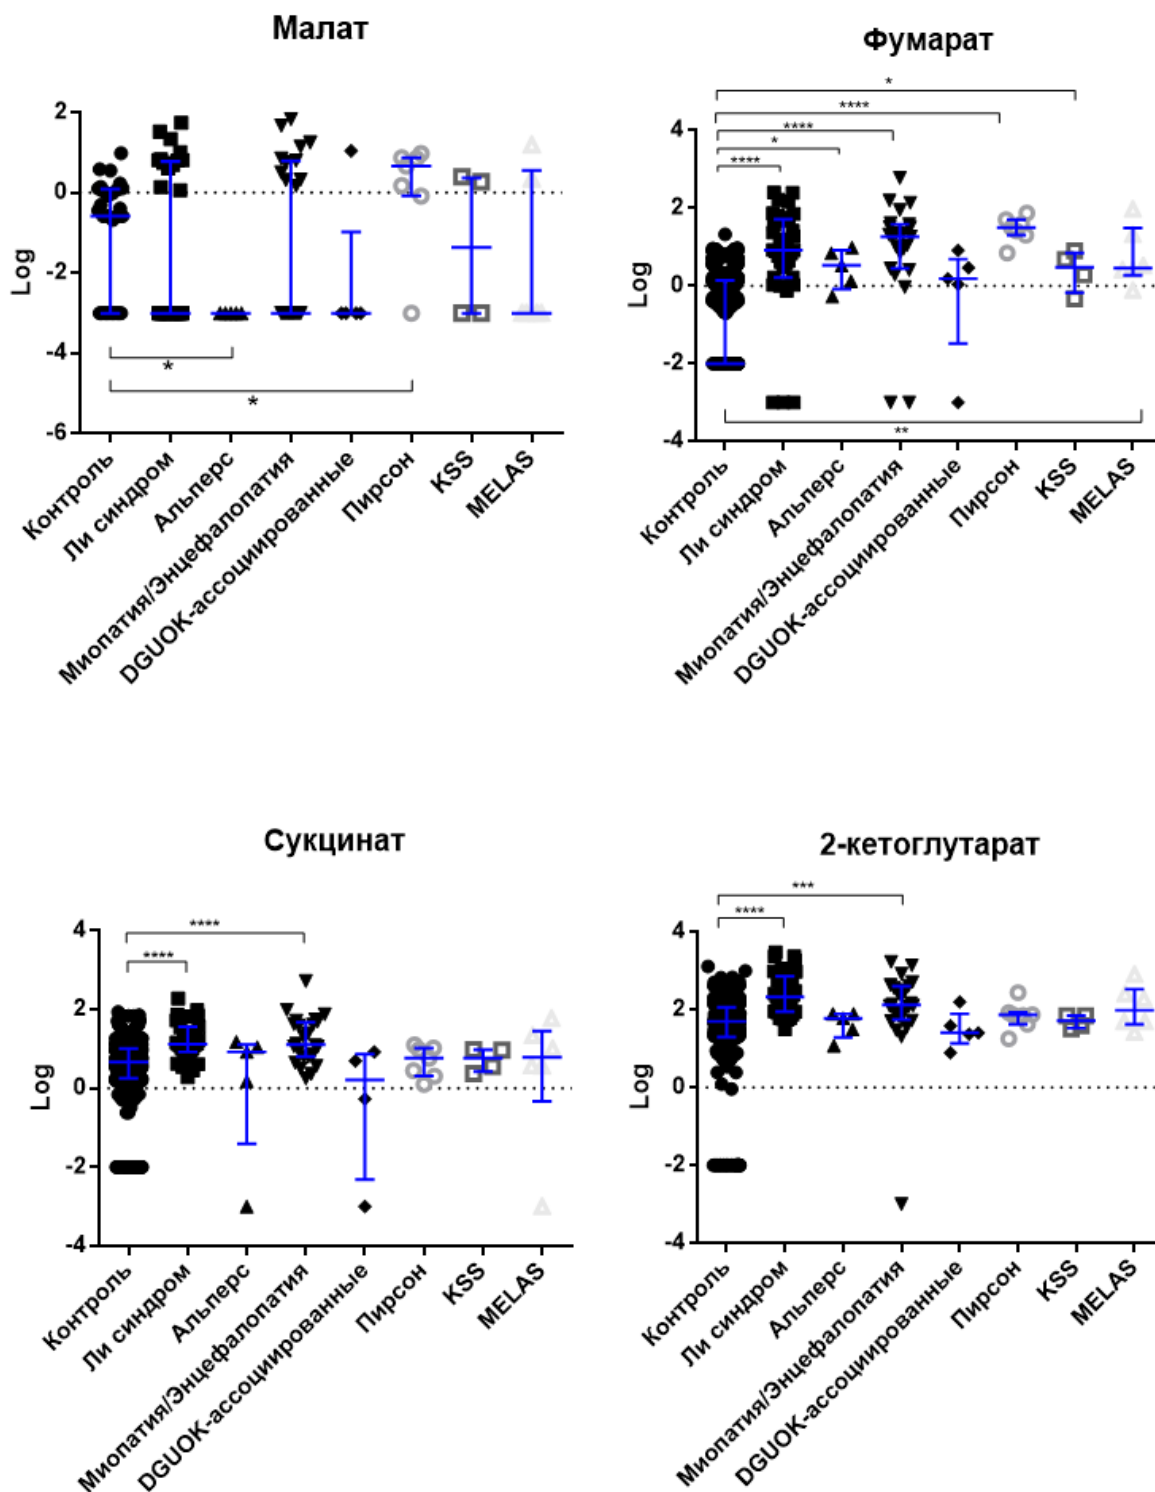 Малат
2
0
-2
-4
-6
Log
*
*
Контроль
Ли синдром
Альперс
Миопатия/Энцефалопатия
DGUOK-ассоциированные
Пирсон
KSS
MELAS
Фумарат
4
2
0
-2
-4
Log
*
****
****
*
****
**
Контроль
Ли синдром
Альперс
Миопатия/Энцефалопатия
DGUOK-ассоциированные
Пирсон
KSS
MELAS
Сукцинат
4
2
0
-2
-4
Log
****
****
Контроль
Ли синдром
Альперс
Миопатия/Энцефалопатия
DGUOK-ассоциированные
Пирсон
KSS
MELAS
2-кетоглутарат
4
2
0
-2
-4
Log
***
****
Контроль
Ли синдром
Альперс
Миопатия/Энцефалопатия
DGUOK-ассоциированные
Пирсон
KSS
MELAS